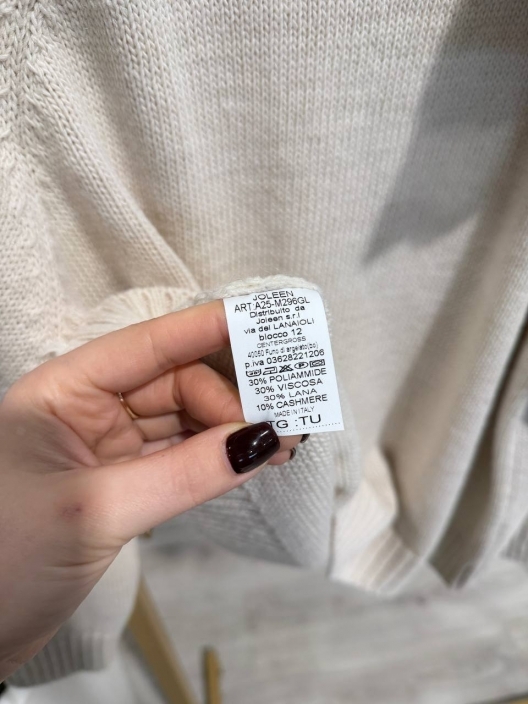 JOLEEN
ART:A25-M296GL
Distribuito da
Joleen s.r.l
via dei LANAIOLI
blocco 12
CENTERGROSS
40050 Funo di argelato(bo)
p.iva 03628221206
30% POLIAMMIDE
30% VISCOSA
30% LANA
10% CASHMERE
MADE IN ITALY
TG :TU